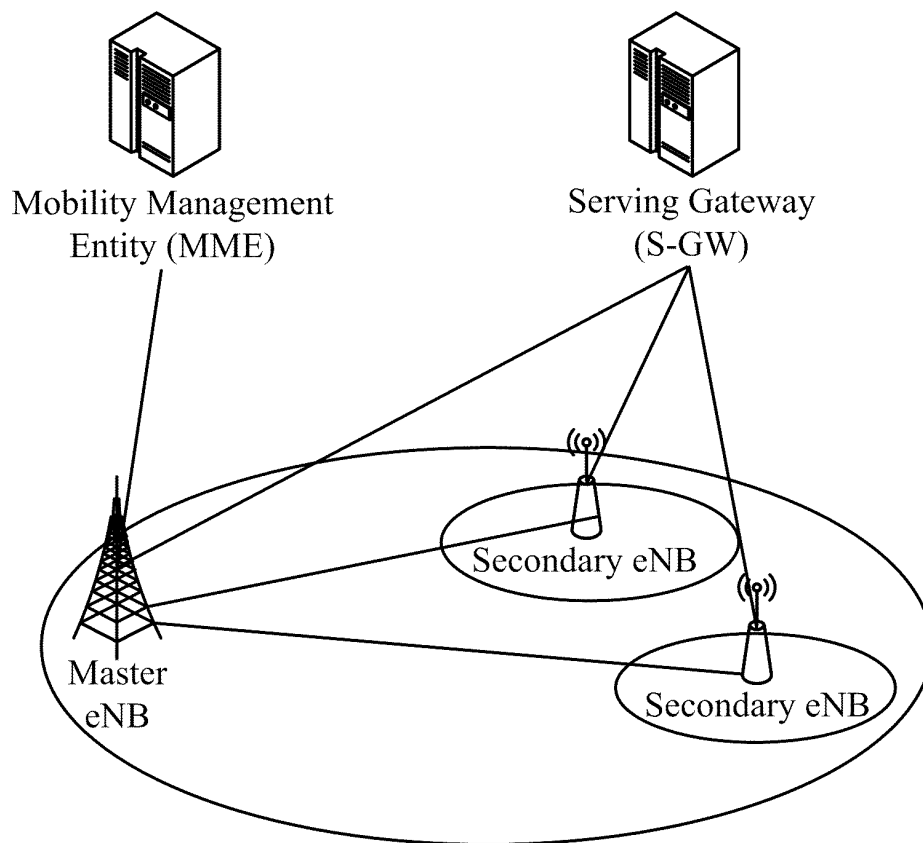 Mobility Management
Entity (MME)
Serving Gateway
(S-GW)
Secondary eNB
Master
eNB
Secondary eNB